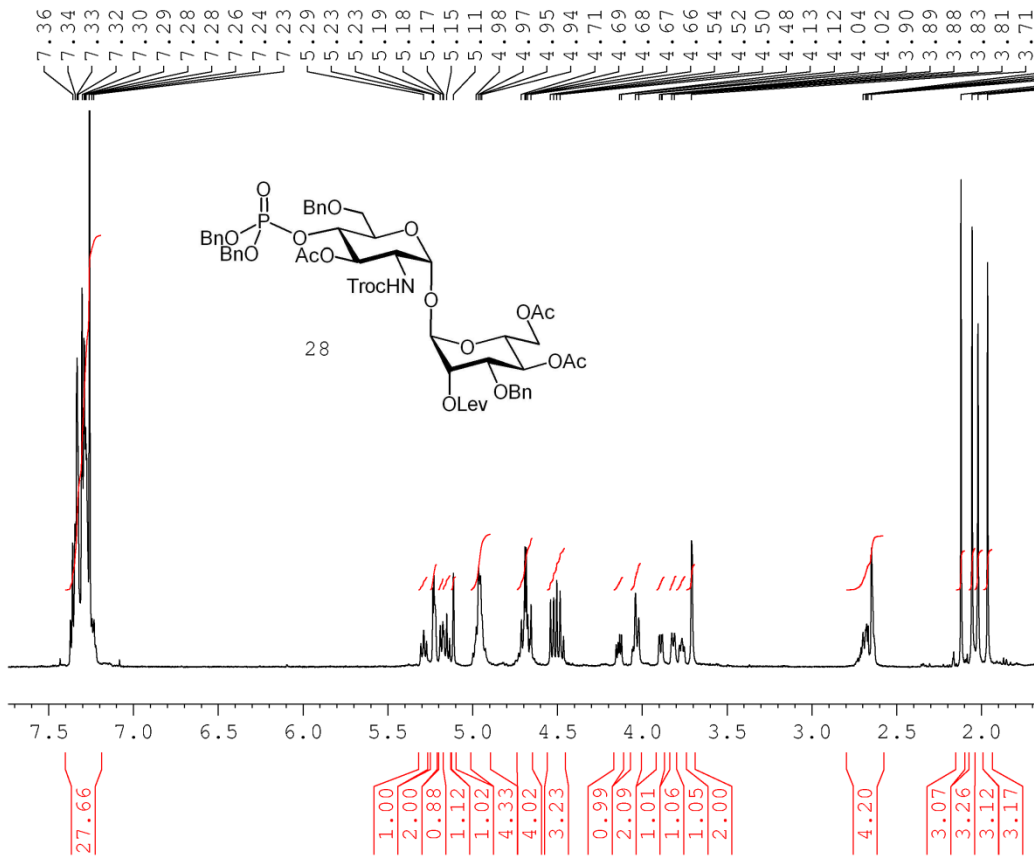 7.36 7.34 7.33 7.32 7.30 7.29 7.28 7.28 7.26 7.24 7.23 5.29 5.23 5.23 5.19 5.18 5.17 5.15 5.11 4.98 4.97 4.95 4.94 4.71 4.69 4.68 4.67 4.66 4.54 4.52 4.50 4.13 4.12 4.04 4.02 3.90 3.89 3.88 3.83 3.81 3.71
O
BnO
P
O
BnO
BnO
O
AcO
TrocHN
O
OAc
O
OAc
OBn
OLev
28
7.5 7.0 6.5 6.0 5.5 5.0 4.5 4.0 3.5 3.0 2.5 2.0
27.66 1.00 2.00 0.88 1.12 1.02 4.33 4.02 3.23 0.99 2.09 1.01 1.06 1.05 2.00 4.20 3.07 3.26 3.12 3.17